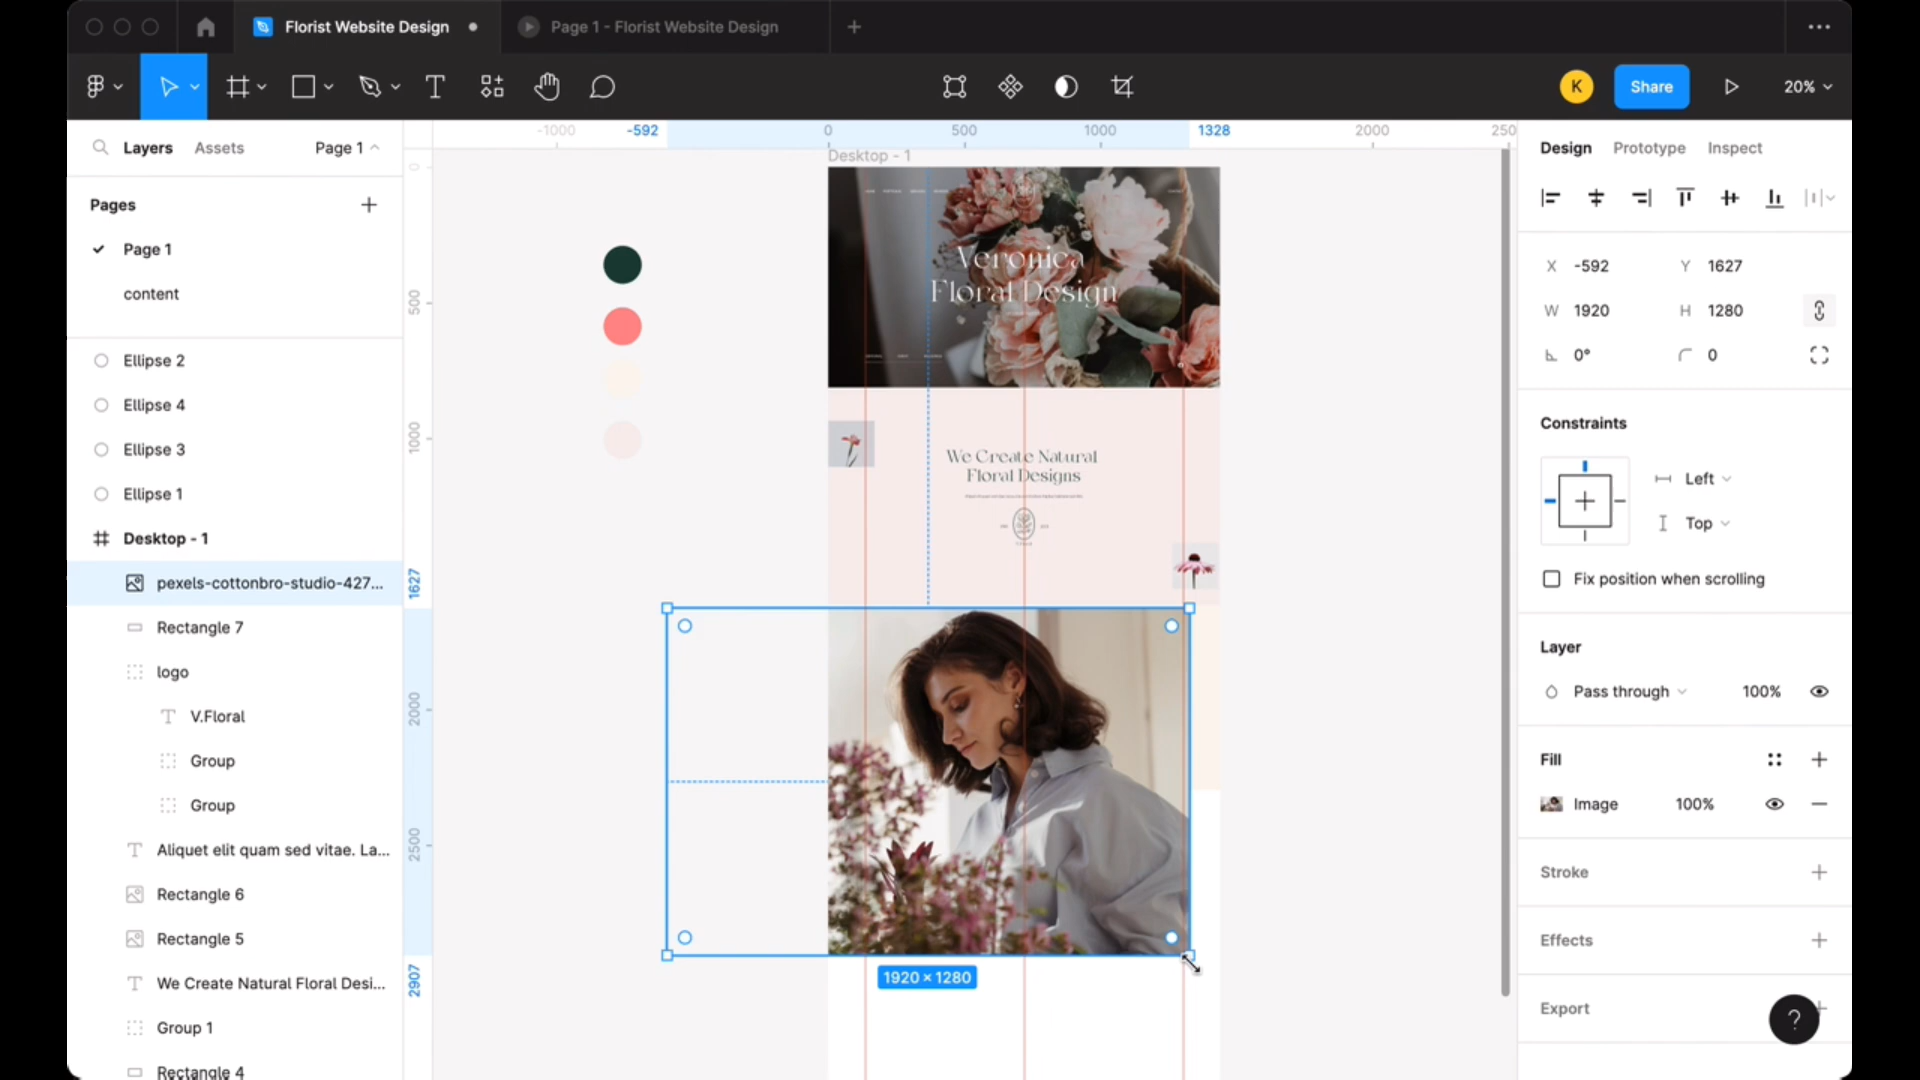 Florist Website Design
Page 1 - Florist Website Design
K
Share
20%
Layers
Assets
Page 1
Pages
Page 1
content
Ellipse 2
Ellipse 4
Ellipse 3
Ellipse 1
Desktop - 1
pexels-cottonbro-studio-427...
Rectangle 7
logo
V.Floral
Group
Group
Aliquet elit quam sed vitae. La...
Rectangle 6
Rectangle 5
We Create Natural Floral Desi...
Group 1
Rectangle 4
-1000
-592
0
500
1000
1328
2000
250
0
500
1000
1627
2000
2500
2907
Desktop - 1
Veronica
Floral Design
We Create Natural
Floral Designs
1920 × 1280
Design
Prototype
Inspect
X -592
Y 1627
W 1920
H 1280
0°
0
Constraints
Left
Top
Fix position when scrolling
Layer
Pass through
100%
Fill
Image
100%
Stroke
Effects
Export
?